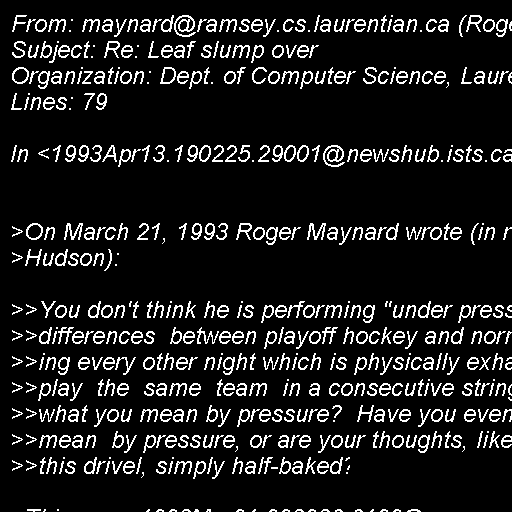 From: maynard@ramsey.cs.laurentian.ca (Roge
Subject: Re: Leaf slump over
Organization: Dept. of Computer Science, Laure
Lines: 79
In <1993Apr13.190225.29001@newshub.ists.ca
>On March 21, 1993 Roger Maynard wrote (in r
>Hudson):
>>You don't think he is performing "under press
>>differences  between playoff hockey and norr
>>ing every other night which is physically exha
>>play  the  same  team  in a consecutive string
>>what you mean by pressure?  Have you even
>>mean  by pressure, or are your thoughts, like
>>this drivel, simply half-baked?